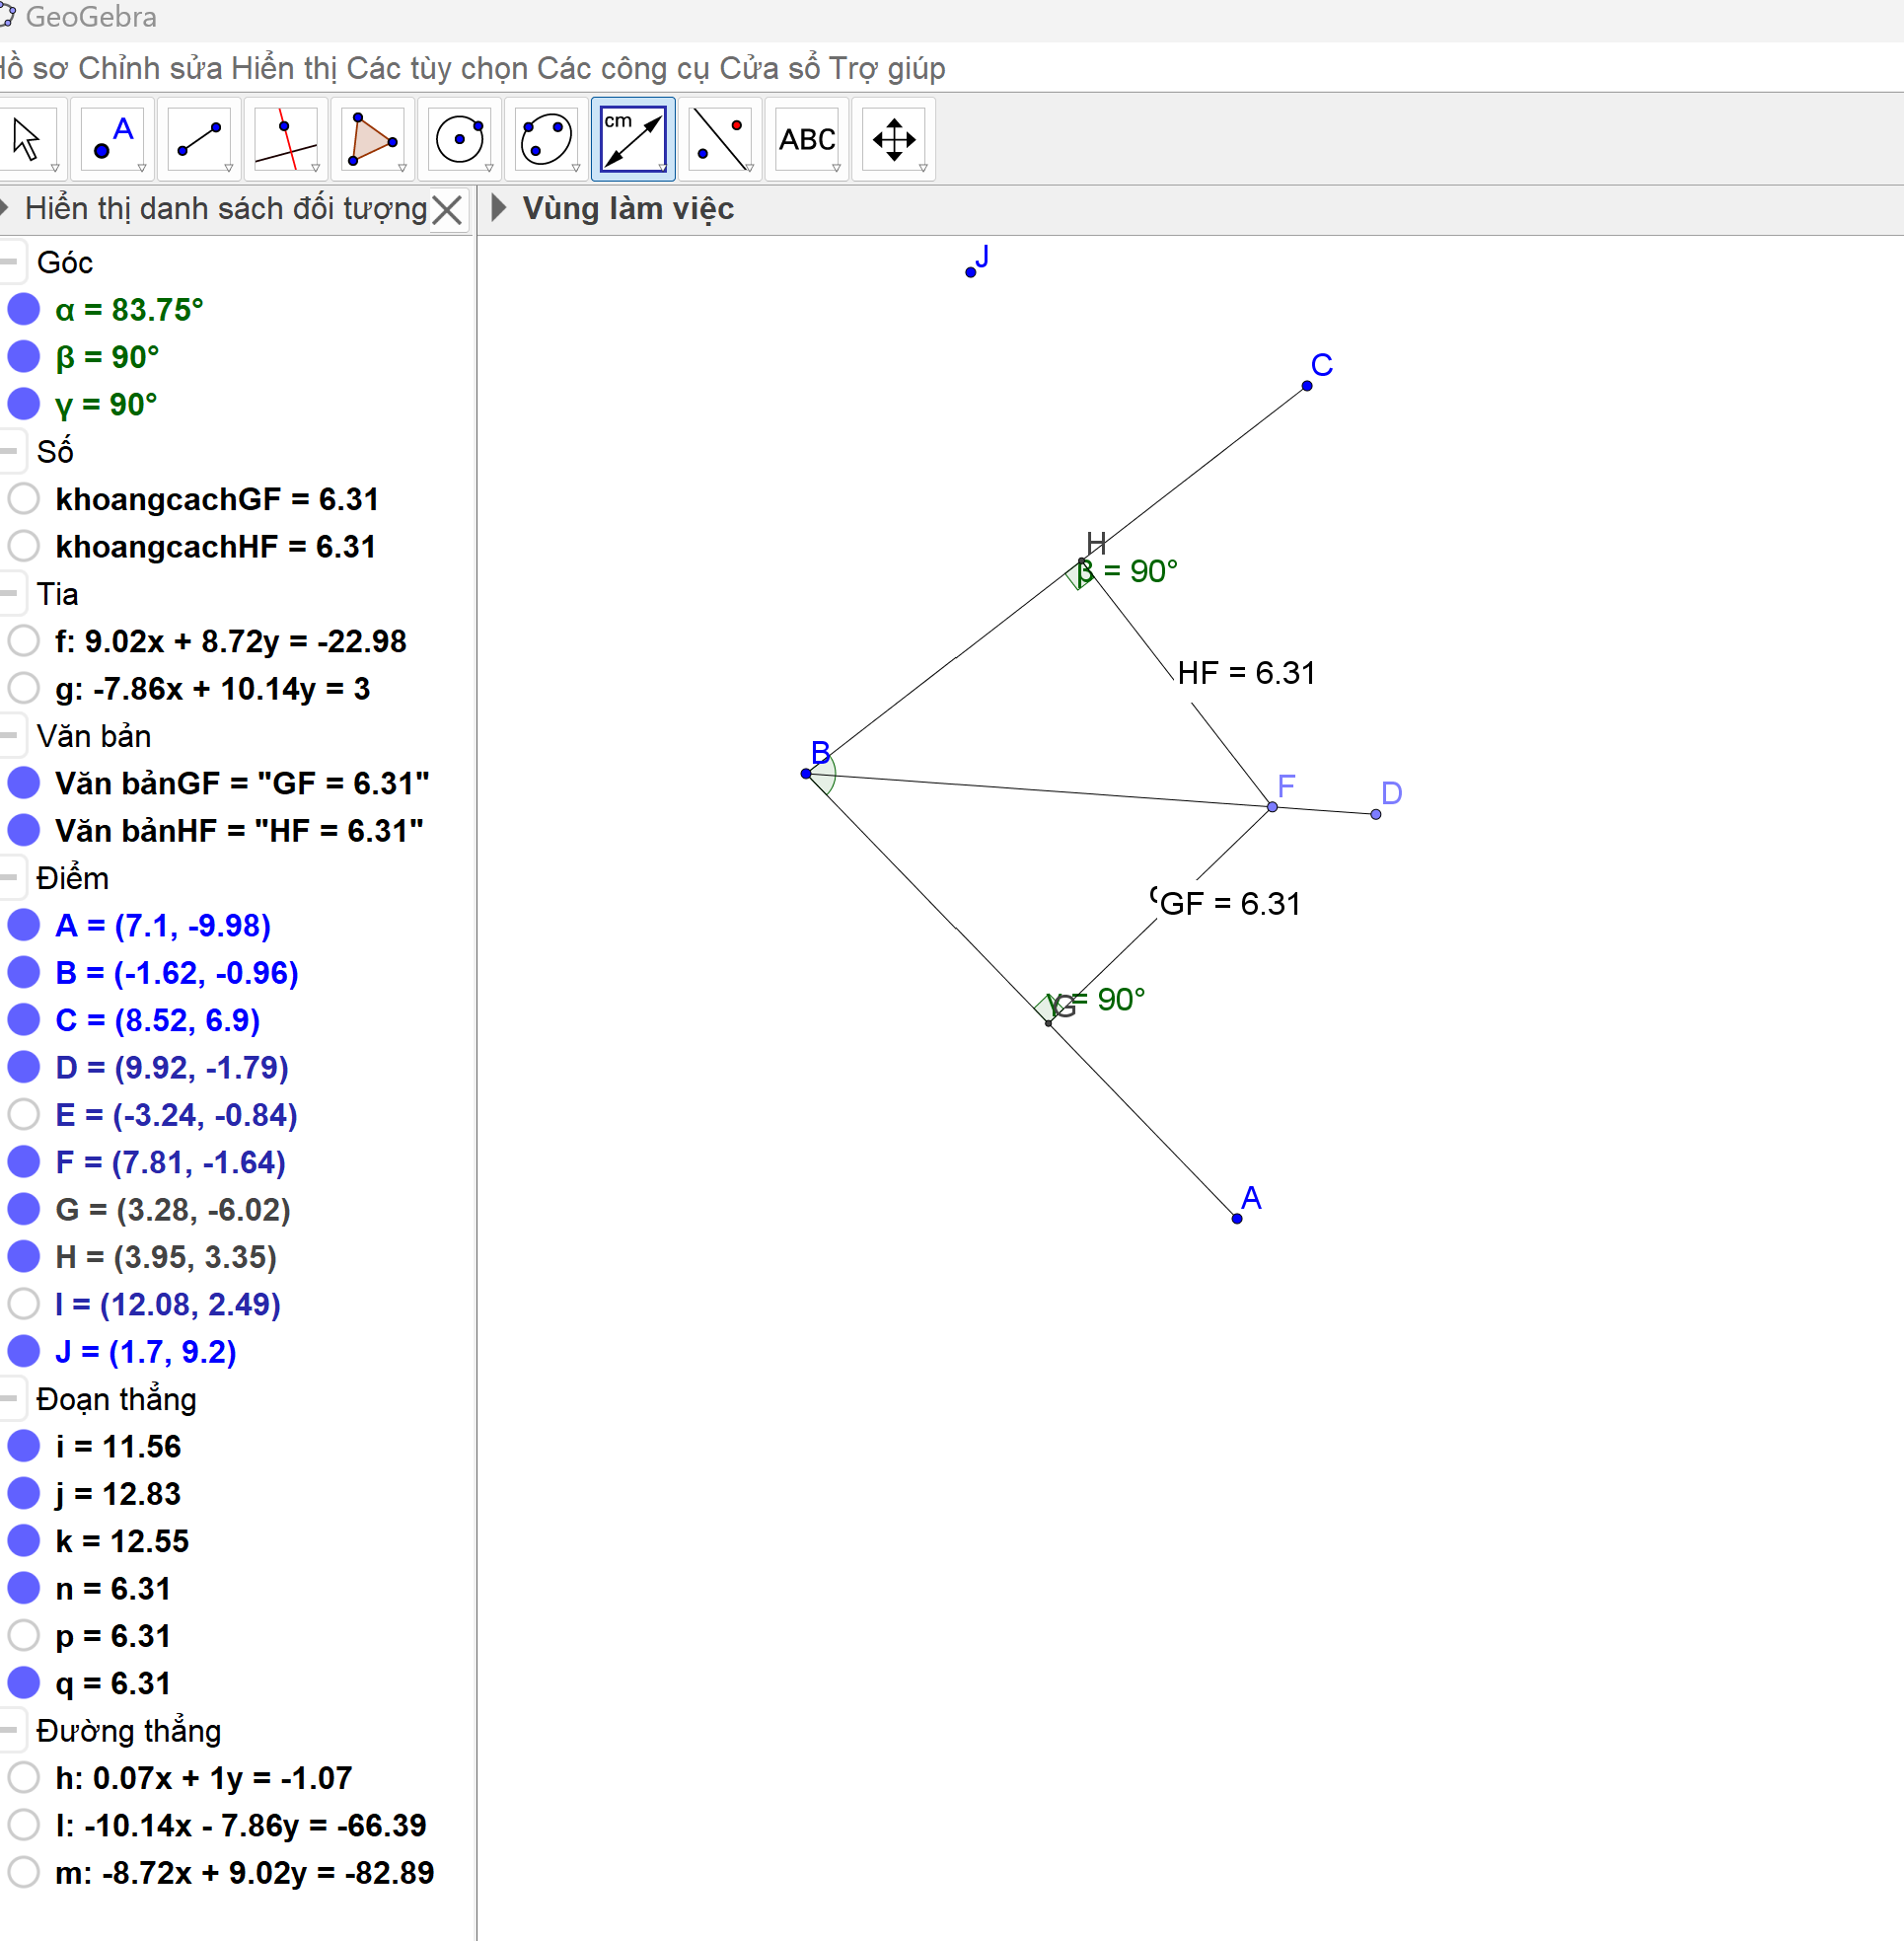 GeoGebra
Hồ sơ Chỉnh sửa Hiển thị Các tùy chọn Các công cụ Cửa sổ Trợ giúp
A
cm
ABC
Hiển thị danh sách đối tượng
Vùng làm việc
Góc
α = 83.75°
β = 90°
γ = 90°
Số
khoangcachGF = 6.31
khoangcachHF = 6.31
Tia
f: 9.02x + 8.72y = -22.98
g: -7.86x + 10.14y = 3
Văn bản
Văn bảnGF = "GF = 6.31"
Văn bảnHF = "HF = 6.31"
Điểm
A = (7.1, -9.98)
B = (-1.62, -0.96)
C = (8.52, 6.9)
D = (9.92, -1.79)
E = (-3.24, -0.84)
F = (7.81, -1.64)
G = (3.28, -6.02)
H = (3.95, 3.35)
I = (12.08, 2.49)
J = (1.7, 9.2)
Đoạn thẳng
i = 11.56
j = 12.83
k = 12.55
n = 6.31
p = 6.31
q = 6.31
Đường thẳng
h: 0.07x + 1y = -1.07
l: -10.14x - 7.86y = -66.39
m: -8.72x + 9.02y = -82.89
J
C
H
β = 90°
HF = 6.31
B
F
D
GF = 6.31
γ = 90°
G
A